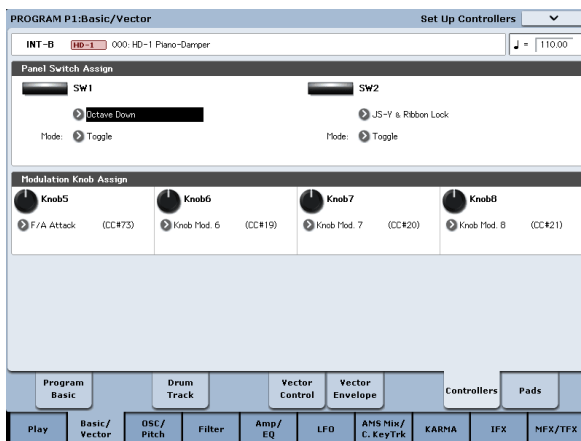 PROGRAM P1:Basic/Vector Set Up Controllers
INT-B HD-1 000: HD-1 Piano-Damper ♩ = 110.00
Panel Switch Assign
SW1 SW2
Octave Down JS-Y & Ribbon Lock
Mode: Toggle Mode: Toggle
Modulation Knob Assign
Knob5 Knob6 Knob7 Knob8
F/A Attack (CC#73) Knob Mod. 6 (CC#19) Knob Mod. 7 (CC#20) Knob Mod. 8 (CC#21)
Program Drum Vector Vector
Basic Track Control Envelope Controllers Pads
Basic/ OSC/ Amp/ AMS Mix/
Play Vector Pitch Filter EQ LFO C. KeyTrk KARMA IFX MFX/TFX